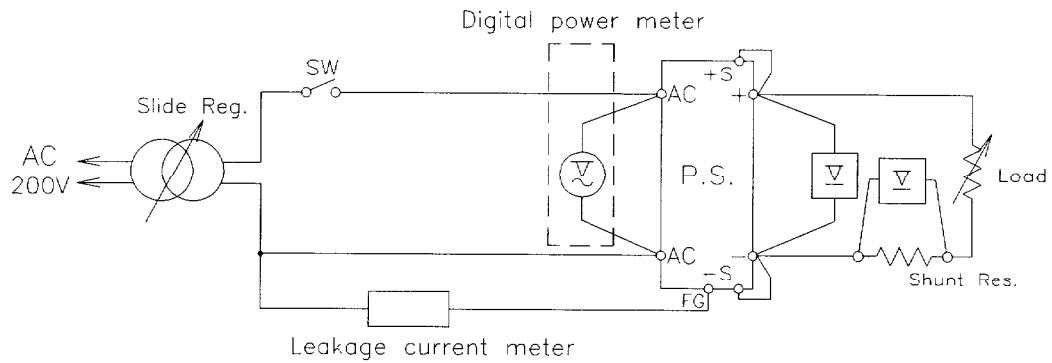 Digital power meter
SW
Slide Reg.
AC
200V
AC
+S
+
V
P.S.
V
V
Load
AC
-
-S
FG
Shunt Res.
Leakage current meter